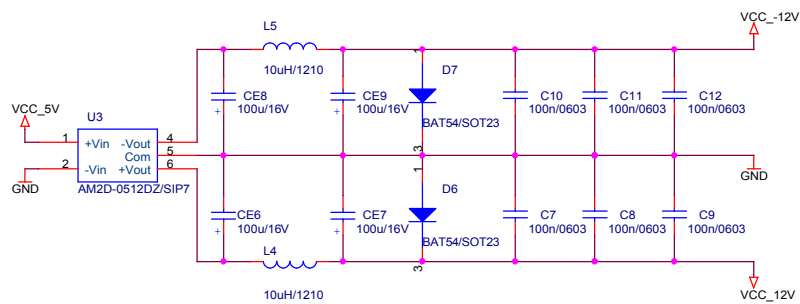 VCC_-12V
L5
10uH/1210
D7
CE8
100u/16V
+
CE9
100u/16V
+
1
BAT54/SOT23
3
C10
100n/0603
C11
100n/0603
C12
100n/0603
VCC_5V
U3
1
+Vin
-Vout
4
Com
5
2
-Vin
+Vout
6
GND
AM2D-0512DZ/SIP7
GND
1
D6
CE6
100u/16V
+
CE7
100u/16V
+
BAT54/SOT23
3
C7
100n/0603
C8
100n/0603
C9
100n/0603
L4
10uH/1210
VCC_12V